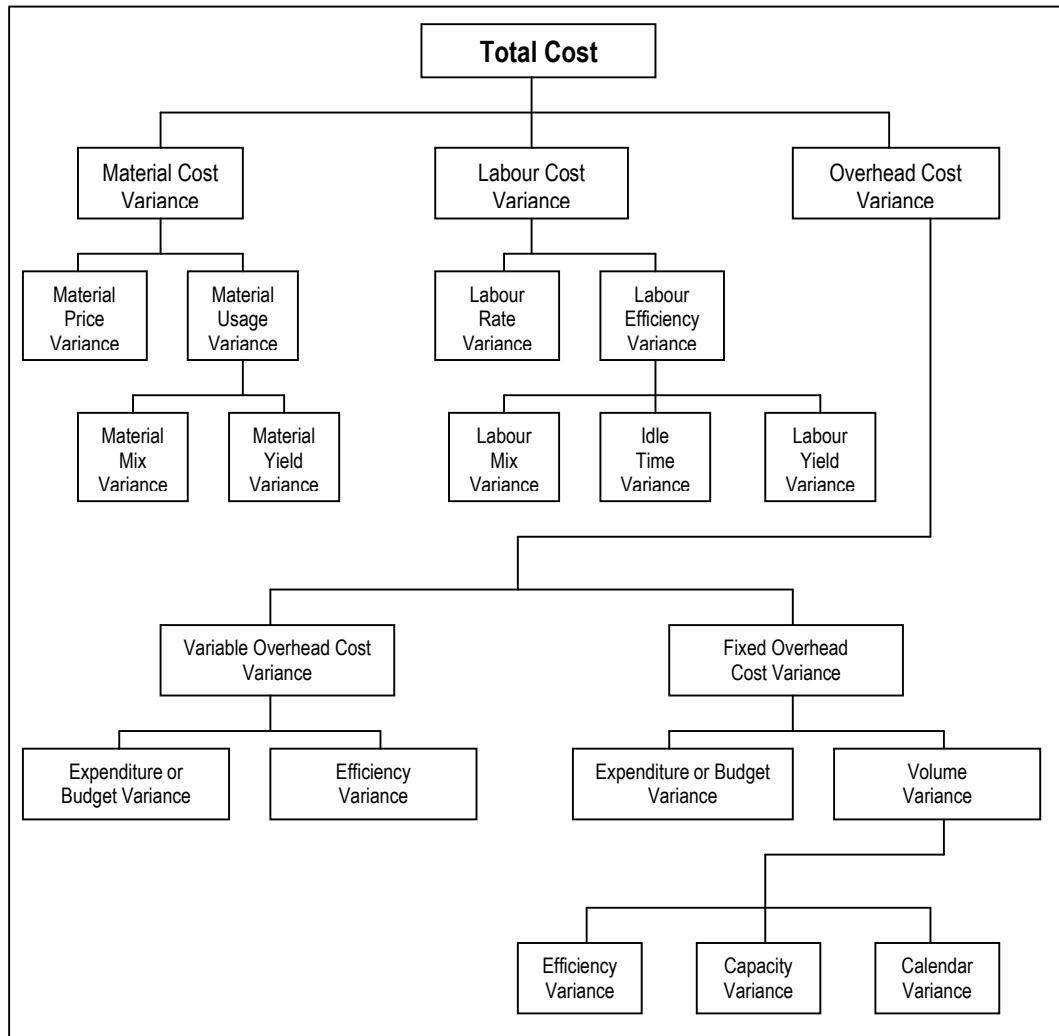 Total Cost
Material Cost
Variance
Labour Cost
Variance
Overhead Cost
Variance
Material
Price
Variance
Material
Usage
Variance
Labour
Rate
Variance
Labour
Efficiency
Variance
Material
Mix
Variance
Material
Yield
Variance
Labour
Mix
Variance
Idle
Time
Variance
Labour
Yield
Variance
Variable Overhead Cost
Variance
Fixed Overhead
Cost Variance
Expenditure or
Budget Variance
Efficiency
Variance
Expenditure or Budget
Variance
Volume
Variance
Efficiency
Variance
Capacity
Variance
Calendar
Variance